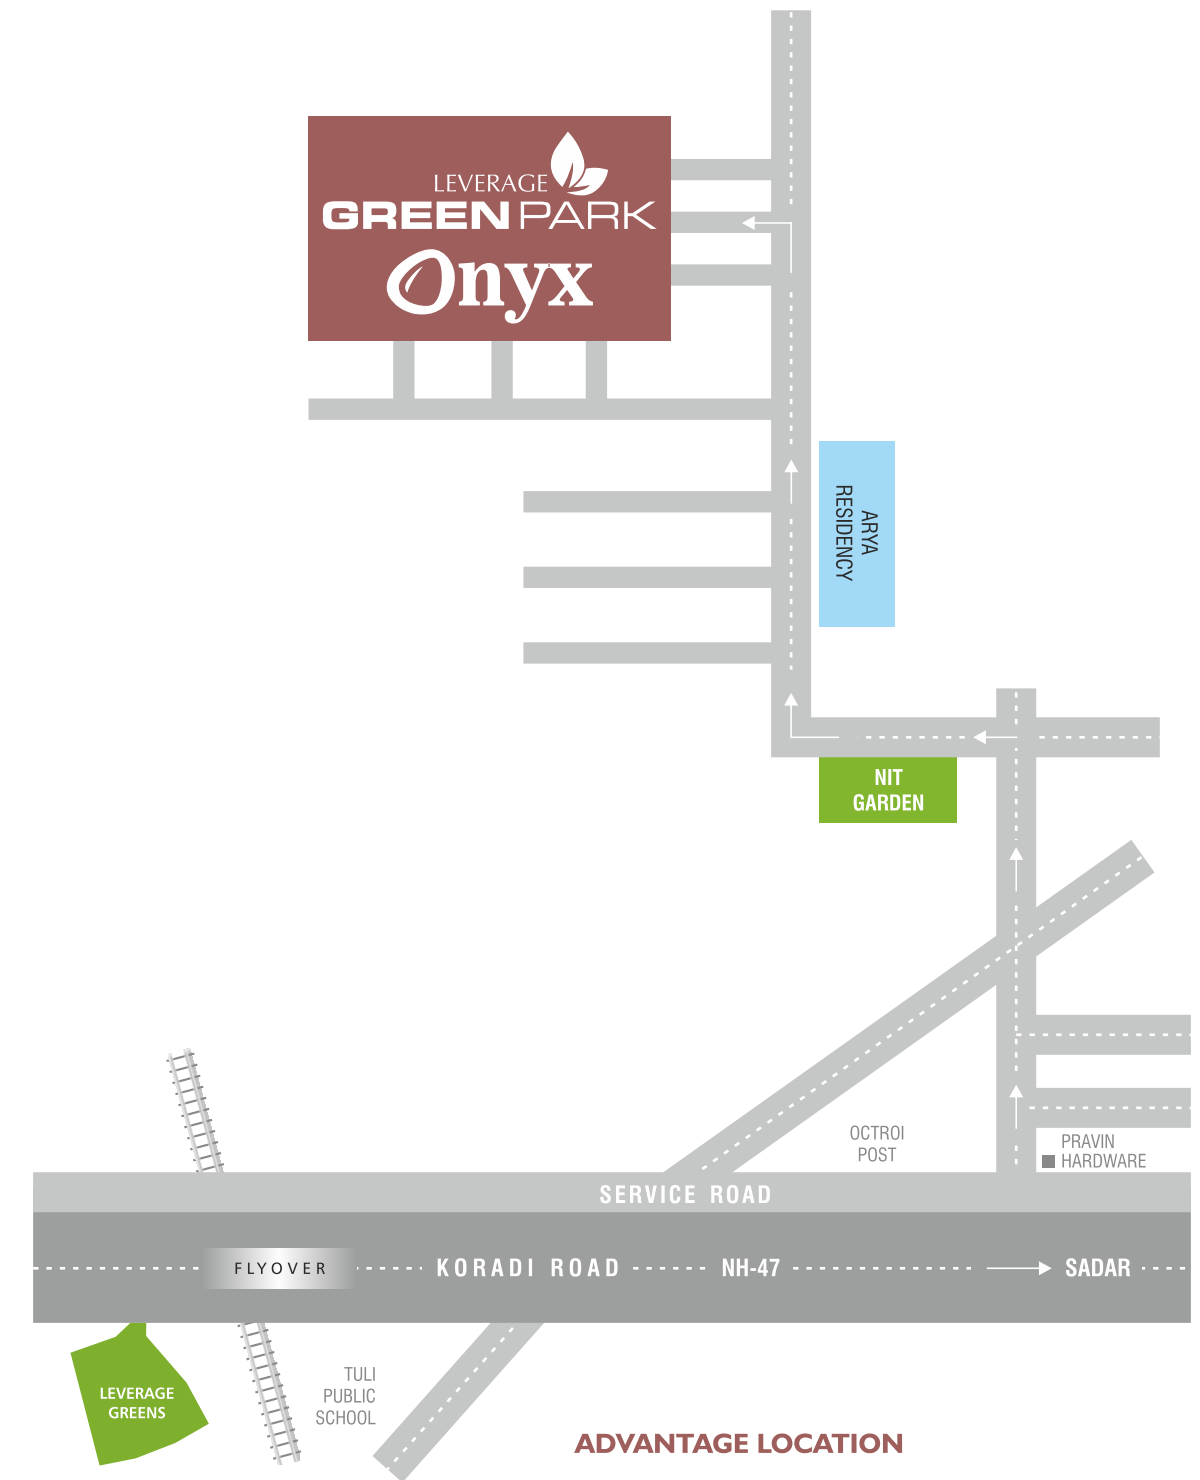 LEVERAGE
GREEN PARK
Onyx
ARYA
RESIDENCY
NIT
GARDEN
OCTROI
POST
PRAVIN
HARDWARE
SERVICE ROAD
FLYOVER
KORADI ROAD
NH-47
SADAR
LEVERAGE
GREENS
TULI
PUBLIC
SCHOOL
ADVANTAGE LOCATION